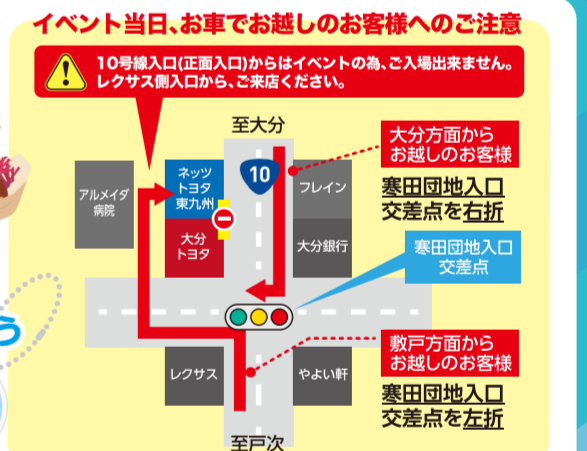 イベント当日、お車でお越しのお客様へのご注意
10号線入口(正面入口)からはイベントの為、ご入場出来ません。
レクサス側入口から、ご来店ください。
至大分
大分方面から
お越しのお客様
寒田団地入口
交差点を右折
10
ネッツ
トヨタ
東九州
フレイン
アルメイダ
病院
大分
トヨタ
大分銀行
寒田団地入口
交差点
う
敷戸方面から
お越しのお客様
寒田団地入口
交差点を左折
レクサス
やよい軒
至戸次